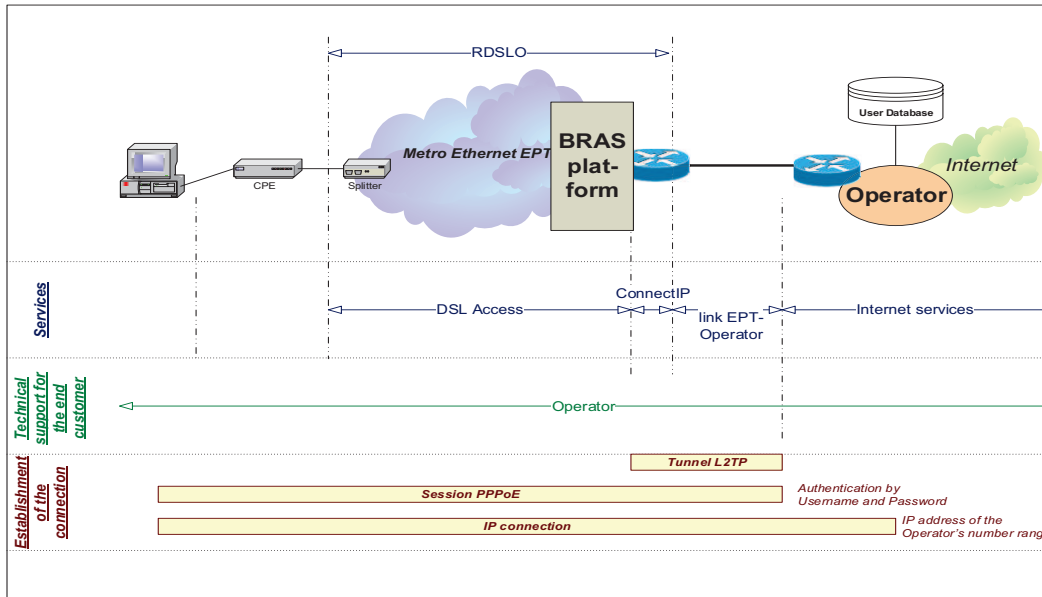 RDSLO
User Database
Metro Ethernet EPT
BRAS
plat-
form
Internet
Operator
CPE
Splitter
Services
DSL Access
ConnectIP
link EPT-
Operator
Internet services
Technical
support for
the end
customer
Operator
Establishment
of the
connection
Tunnel L2TP
Session PPPoE
Authentication by
Username and Password
IP connection
IP address of the
Operator's number rang